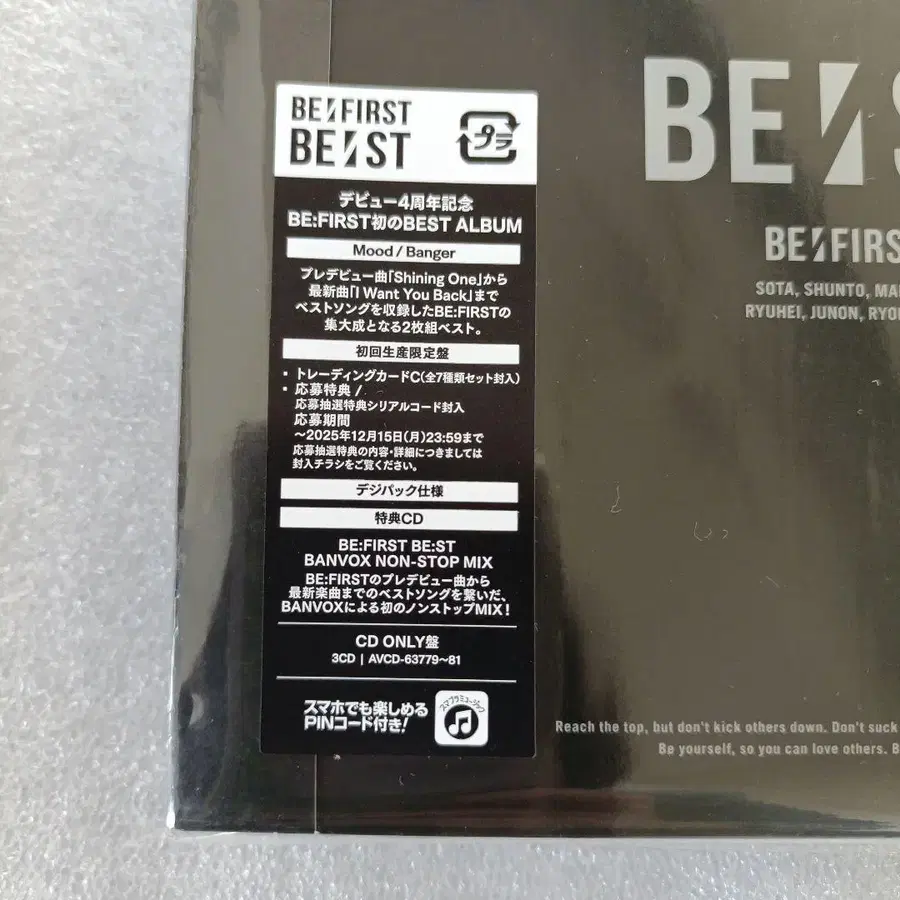 BE:FIRST
BE:ST
プラ
デビュー4周年記念
BE:FIRST初のBEST ALBUM
Mood / Banger
プレデビュー曲「Shining One」から
最新曲「I Want You Back」まで
ベストソングを収録したBE:FIRSTの
集大成となる2枚組ベスト。
初回生産限定盤
・トレーディングカードC(全7種類セット封入)
・応募特典 /
応募抽選特典シリアルコード封入
応募期間
～2025年12月15日(月)23:59まで
応募抽選特典の内容・詳細につきましては
封入チラシをご覧ください。
デジパック仕様
特典CD
BE:FIRST BE:ST
BANVOX NON-STOP MIX
BE:FIRSTのプレデビュー曲から
最新楽曲までのベストソングを繋いだ、
BANVOXによる初のノンストップMIX！
CD ONLY盤
3CD | AVCD-63779～81
スマホでも楽しめる
PINコード付き!
スマプラミュージック
BE:S
BE:FIRS
SOTA, SHUNTO, MA
RYUHEI, JUNON, RYO
Reach the top, but don't kick others down. Don't suck
Be yourself, so you can love others. B